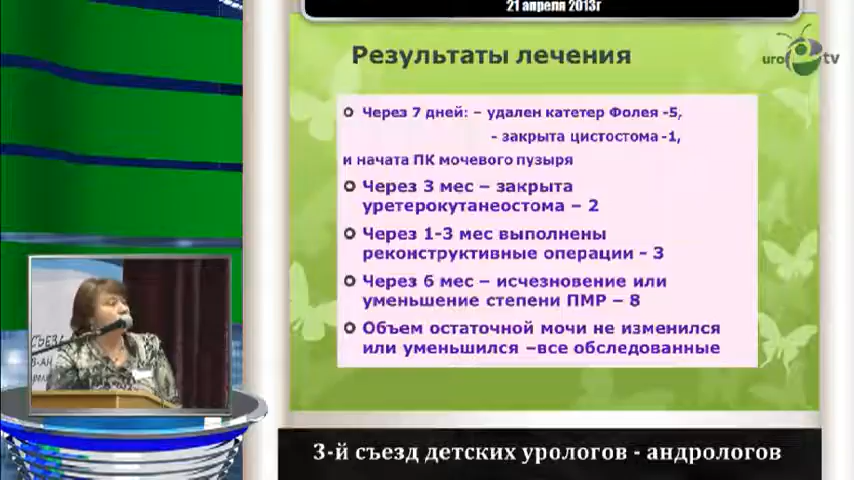 21 апреля 2013г
Результаты лечения
uro tv
Через 7 дней: – удален катетер Фолея -5,
- закрыта цистостома -1,
и начата ПК мочевого пузыря
Через 3 мес – закрыта
уретерокутанеостома – 2
Через 1-3 мес выполнены
реконструктивные операции - 3
Через 6 мес – исчезновение или
уменьшение степени ПМР – 8
Объем остаточной мочи не изменился
или уменьшился –все обследованные
СЪЕЗД
3-й съезд детских урологов - андрологов